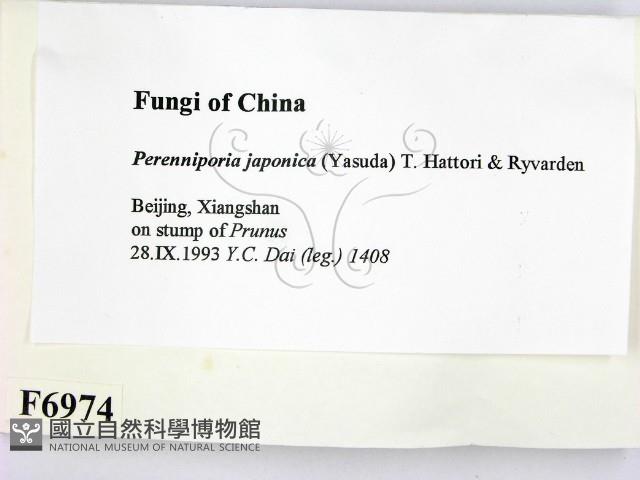 Fungi of China
Perenniporia japonica (Yasuda) T. Hattori & Ryvarden
Beijing, Xiangshan
on stump of Prunus
28.IX.1993 Y.C. Dai (leg.) 1408
F6974
國立自然科學博物館
NATIONAL MUSEUM OF NATURAL SCIENCE